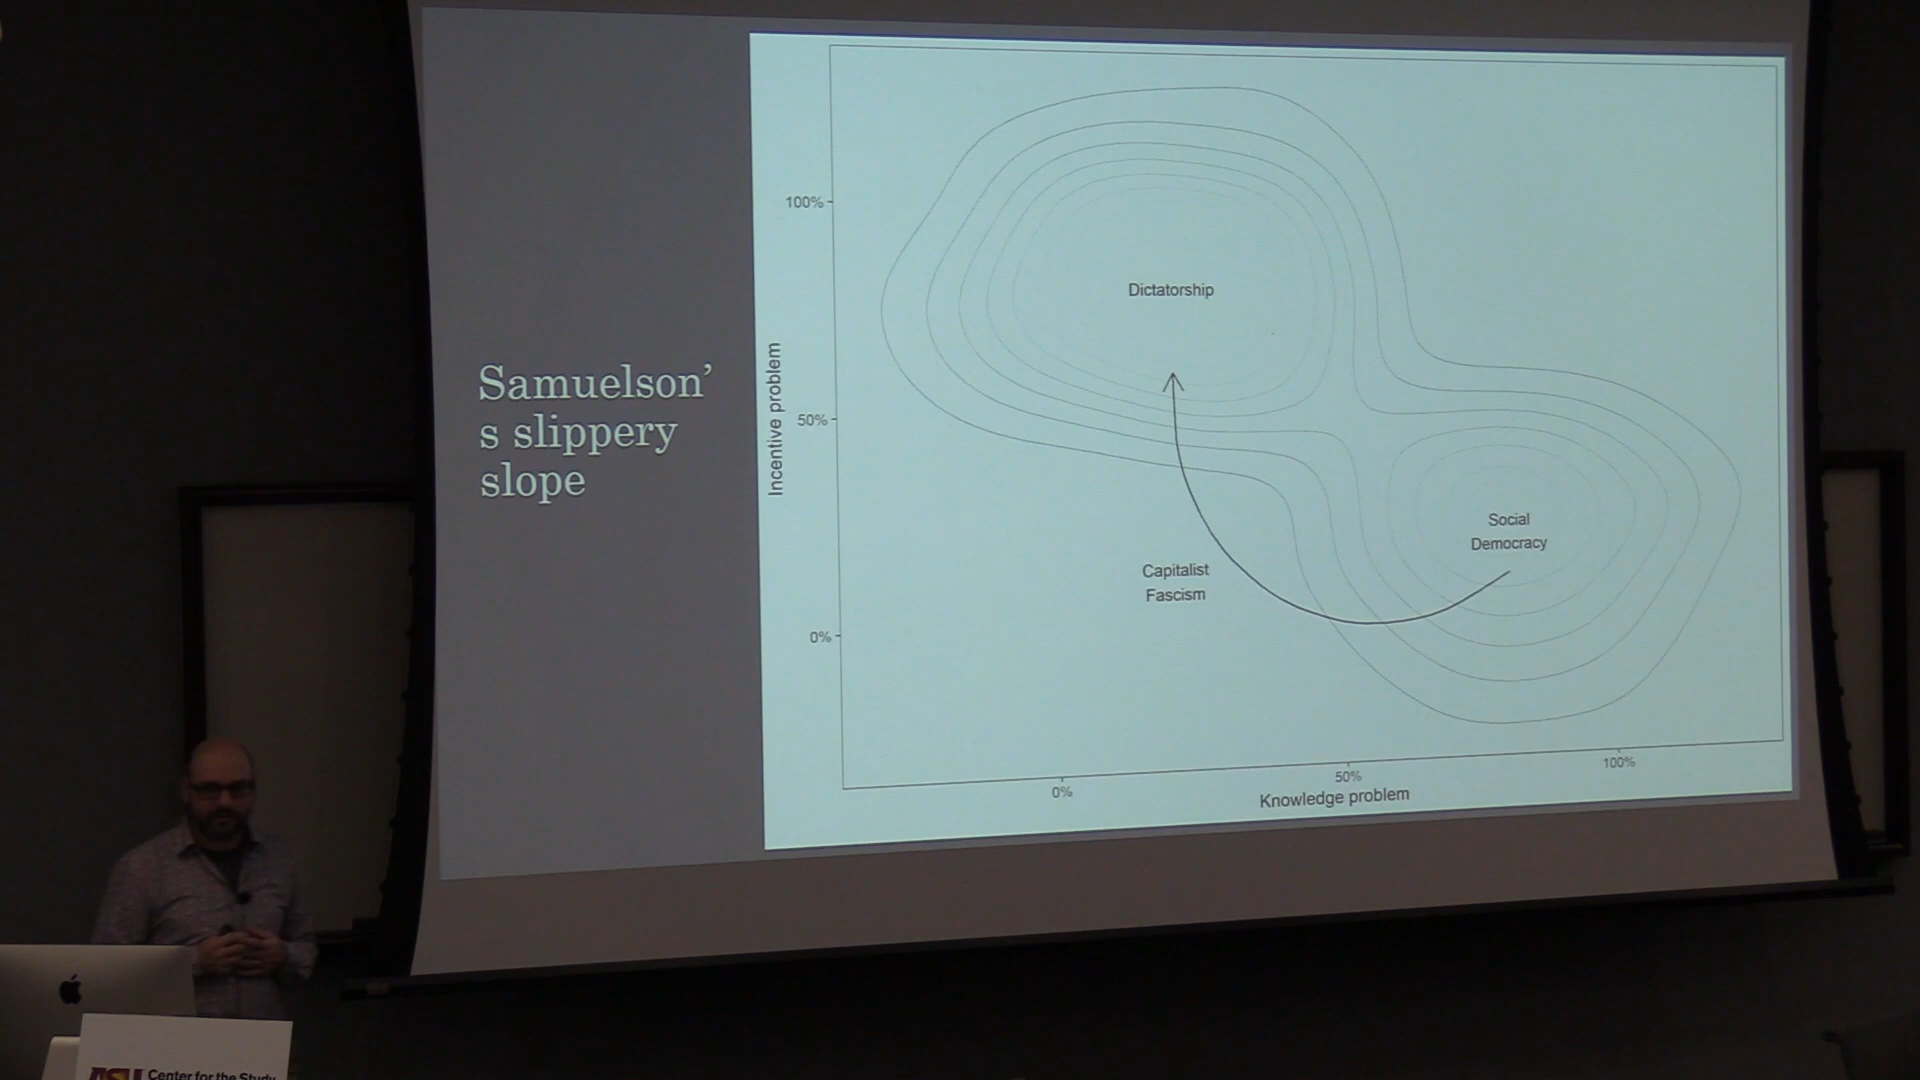 Samuelson’
s slippery
slope
100%
50%
0%
Incentive problem
Dictatorship
Social
Democracy
Capitalist
Fascism
0%
50%
100%
Knowledge problem
ASU Center for the Study